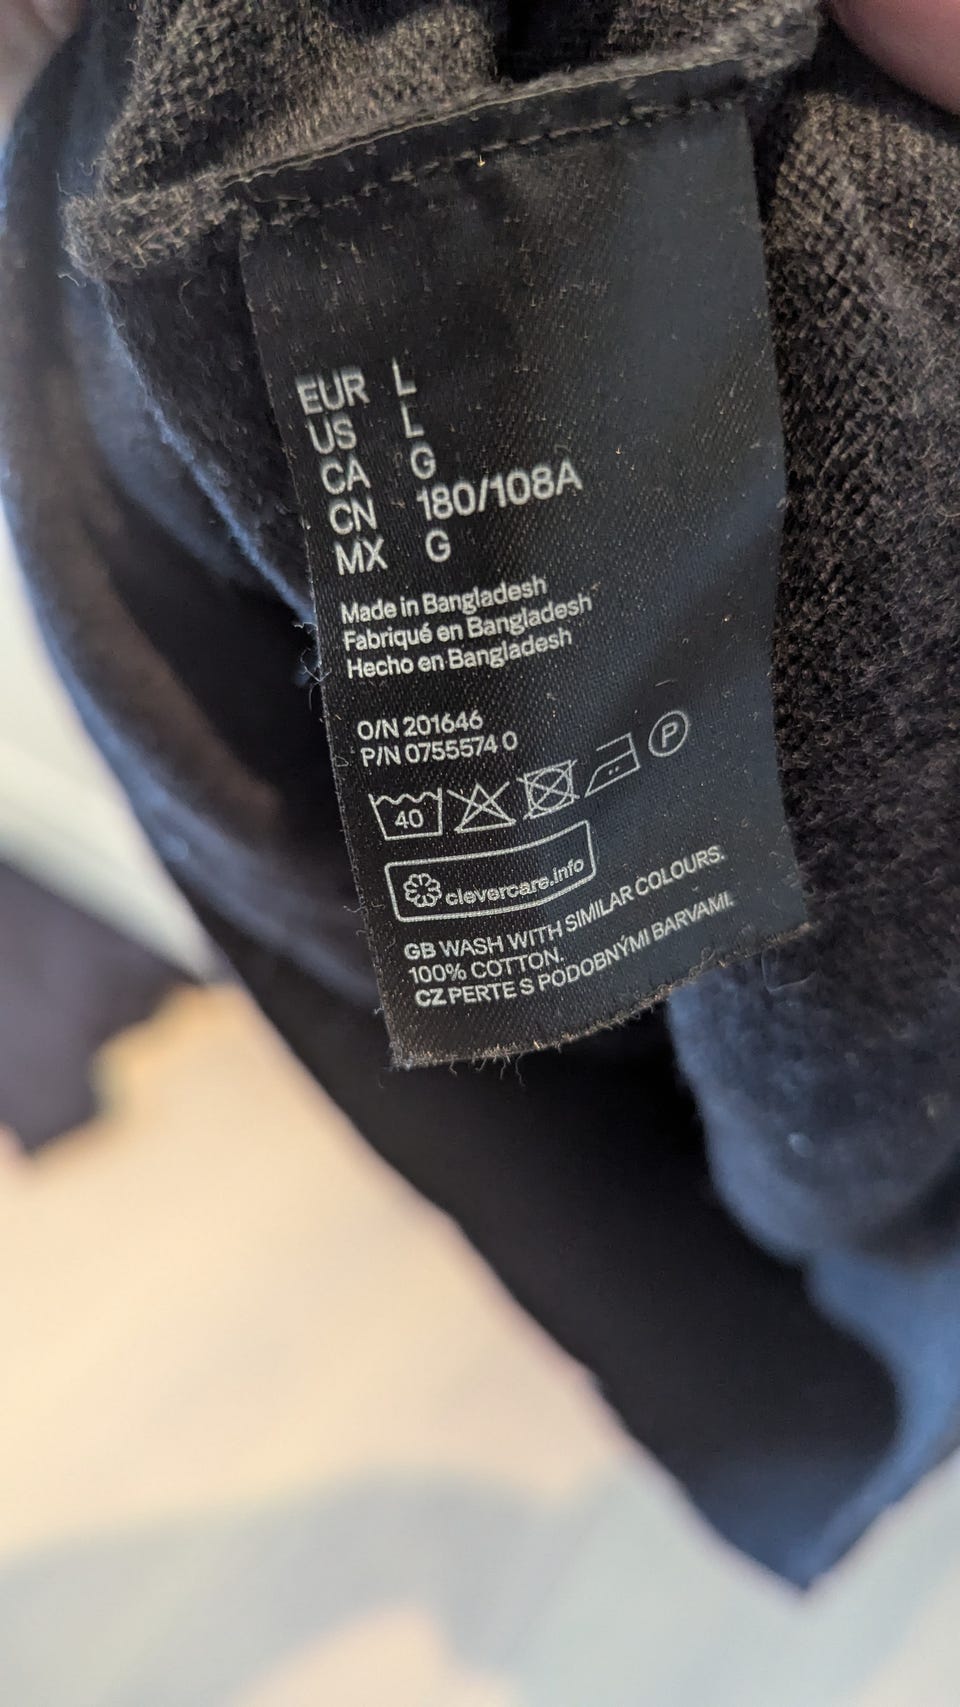 EUR L
US L
CA G
CN 180/108A
MX G
Made in Bangladesh
Fabriqué en Bangladesh
Hecho en Bangladesh
O/N 201646
P/N 0755574 0
40 P
clevercare.info
GB WASH WITH SIMILAR COLOURS.
100% COTTON.
CZ PERTE S PODOBNÝMI BARVAMI.